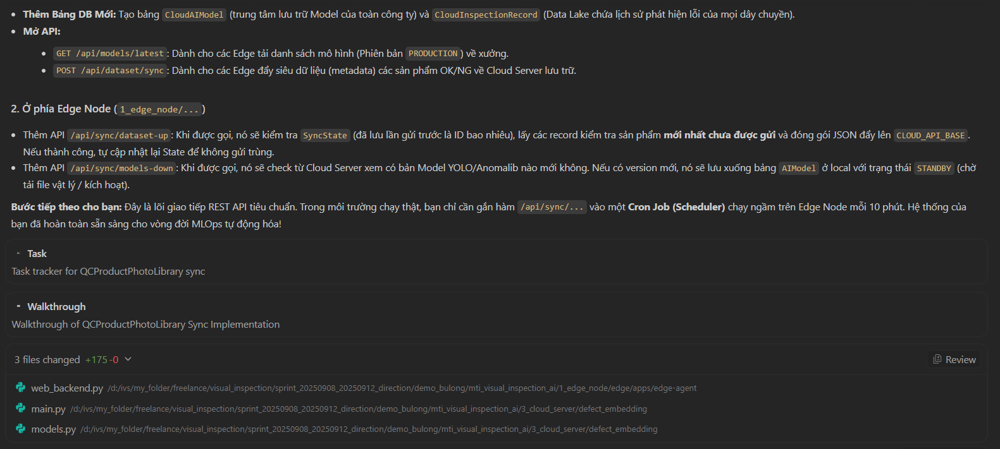 Thêm Bảng DB Mới: Tạo bảng CloudAIModel (trung tâm lưu trữ Model của toàn công ty) và CloudInspectionRecord (Data Lake chứa lịch sử phát hiện lỗi của mọi dây chuyền).
Mở API:
GET /api/models/latest: Dành cho các Edge tải danh sách mô hình (Phiên bản PRODUCTION) về xưởng.
POST /api/dataset/sync: Dành cho các Edge đẩy siêu dữ liệu (metadata) các sản phẩm OK/NG về Cloud Server lưu trữ.
2. Ở phía Edge Node (1_edge_node/...)
Thêm API /api/sync/dataset-up: Khi được gọi, nó sẽ kiểm tra SyncState (đã lưu lần gửi trước là ID bao nhiêu), lấy các record kiểm tra sản phẩm mới nhất chưa được gửi và đóng gói JSON đẩy lên CLOUD_API_BASE.
Nếu thành công, tự cập nhật lại State để không gửi trùng.
Thêm API /api/sync/models-down: Khi được gọi, nó sẽ check từ Cloud Server xem có bản Model YOLO/Anomalib nào mới không. Nếu có version mới, nó sẽ lưu xuống bảng AIModel ở local với trạng thái STANDBY (chờ
tải file vật lý / kích hoạt).
Bước tiếp theo cho bạn: Đây là lõi giao tiếp REST API tiêu chuẩn. Trong môi trường chạy thật, bạn chỉ cần gắn hàm /api/sync/... vào một Cron Job (Scheduler) chạy ngầm trên Edge Node mỗi 10 phút. Hệ thống của
bạn đã hoàn toàn sẵn sàng cho vòng đời MLOps tự động hóa!
Task
Task tracker for QCProductPhotoLibrary sync
Walkthrough
Walkthrough of QCProductPhotoLibrary Sync Implementation
3 files changed +175 -0
Review
web_backend.py /d:/ivs/my_folder/freelance/visual_inspection/sprint_20250908_20250912_direction/demo_bulong/mti_visual_inspection_ai/1_edge_node/edge/apps/edge-agent
main.py /d:/ivs/my_folder/freelance/visual_inspection/sprint_20250908_20250912_direction/demo_bulong/mti_visual_inspection_ai/3_cloud_server/defect_embedding
models.py /d:/ivs/my_folder/freelance/visual_inspection/sprint_20250908_20250912_direction/demo_bulong/mti_visual_inspection_ai/3_cloud_server/defect_embedding